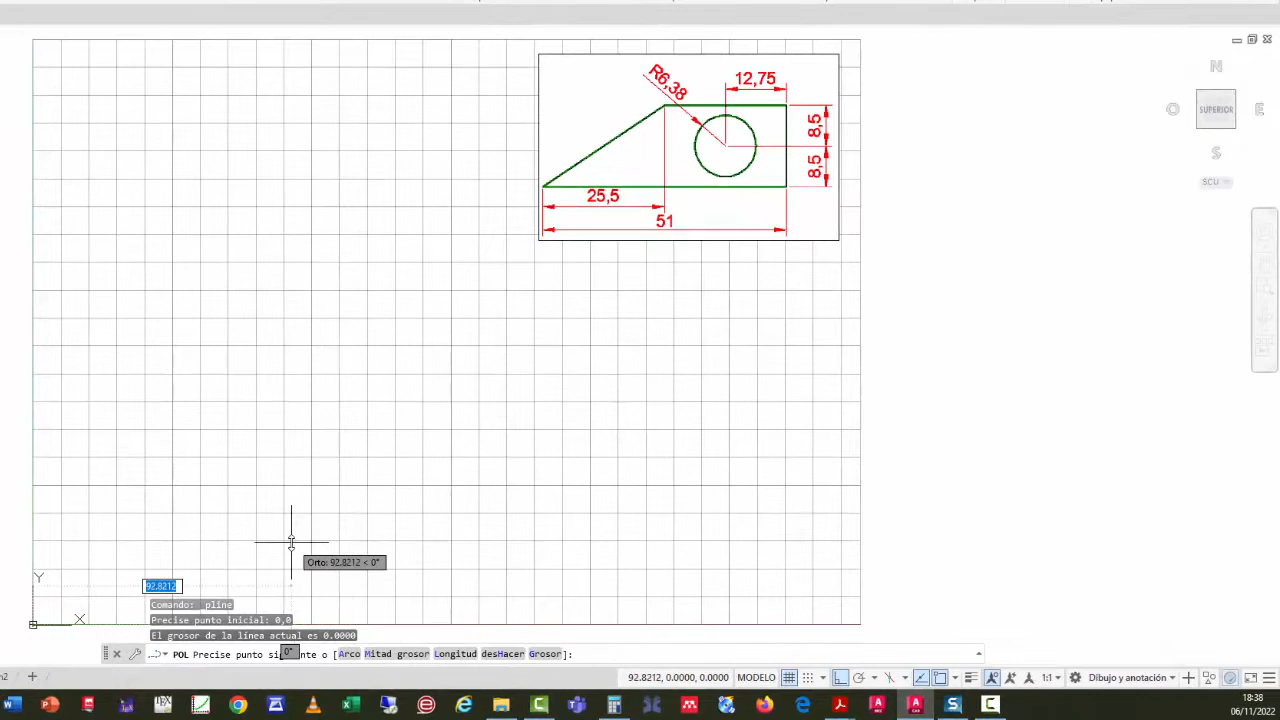 N
O
SUPERIOR
E
S
SCU
R6,38
12,75
8,5
8,5
25,5
51
Orto: 92.8212 < 0°
Y
92.8212
X
Comando: _pline
Precise punto inicial: 0,0
El grosor de la línea actual es 0.0000
0°
POL Precise punto siguiente o [Arco Mitad grosor Longitud desHacer Grosor]:
92.8212, 0.0000, 0.0000
MODELO
1:1
Dibujo y anotación
18:38
06/11/2022